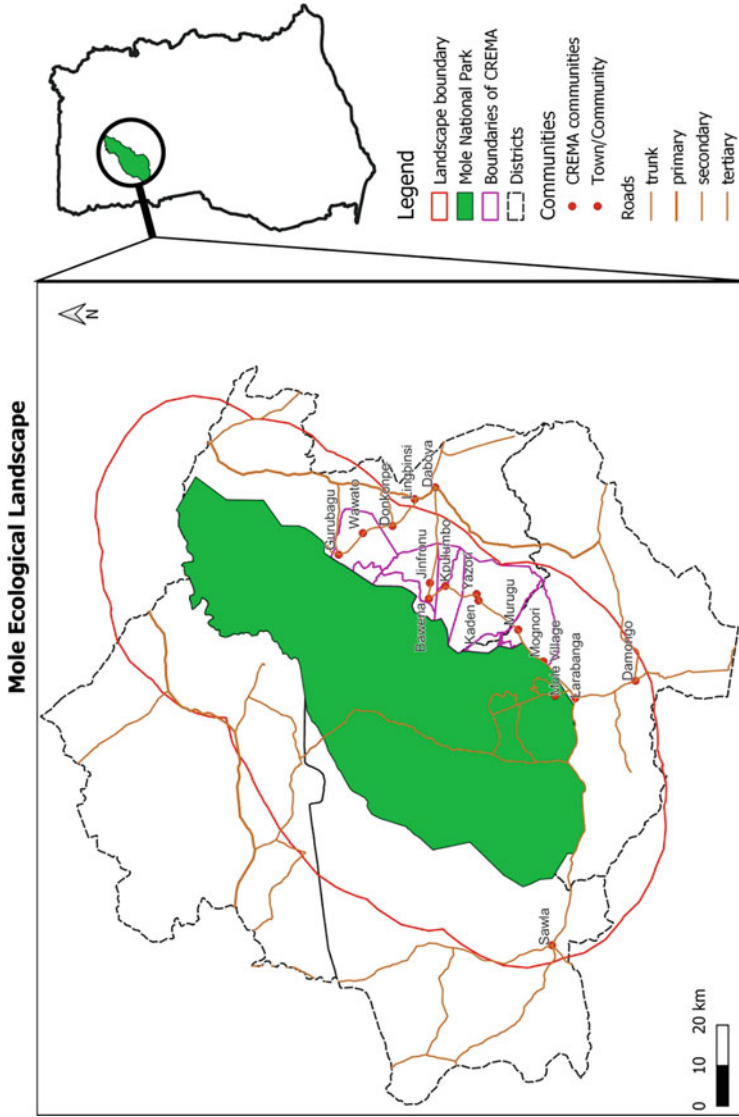 Mole Ecological Landscape
N
Gurubagu
Wawato
Donkonpe
Lingbinsi
Daboya
Jinfronu
Bawena
Kpulumbo
Yazori
Kaden
Murugu
Mognori
Mole Village
Larabanga
Damongo
Sawla
0 10 20 km
Legend
Landscape boundary
Mole National Park
Boundaries of CREMA
Districts
Communities
CREMA communities
Town/Community
Roads
trunk
primary
secondary
tertiary